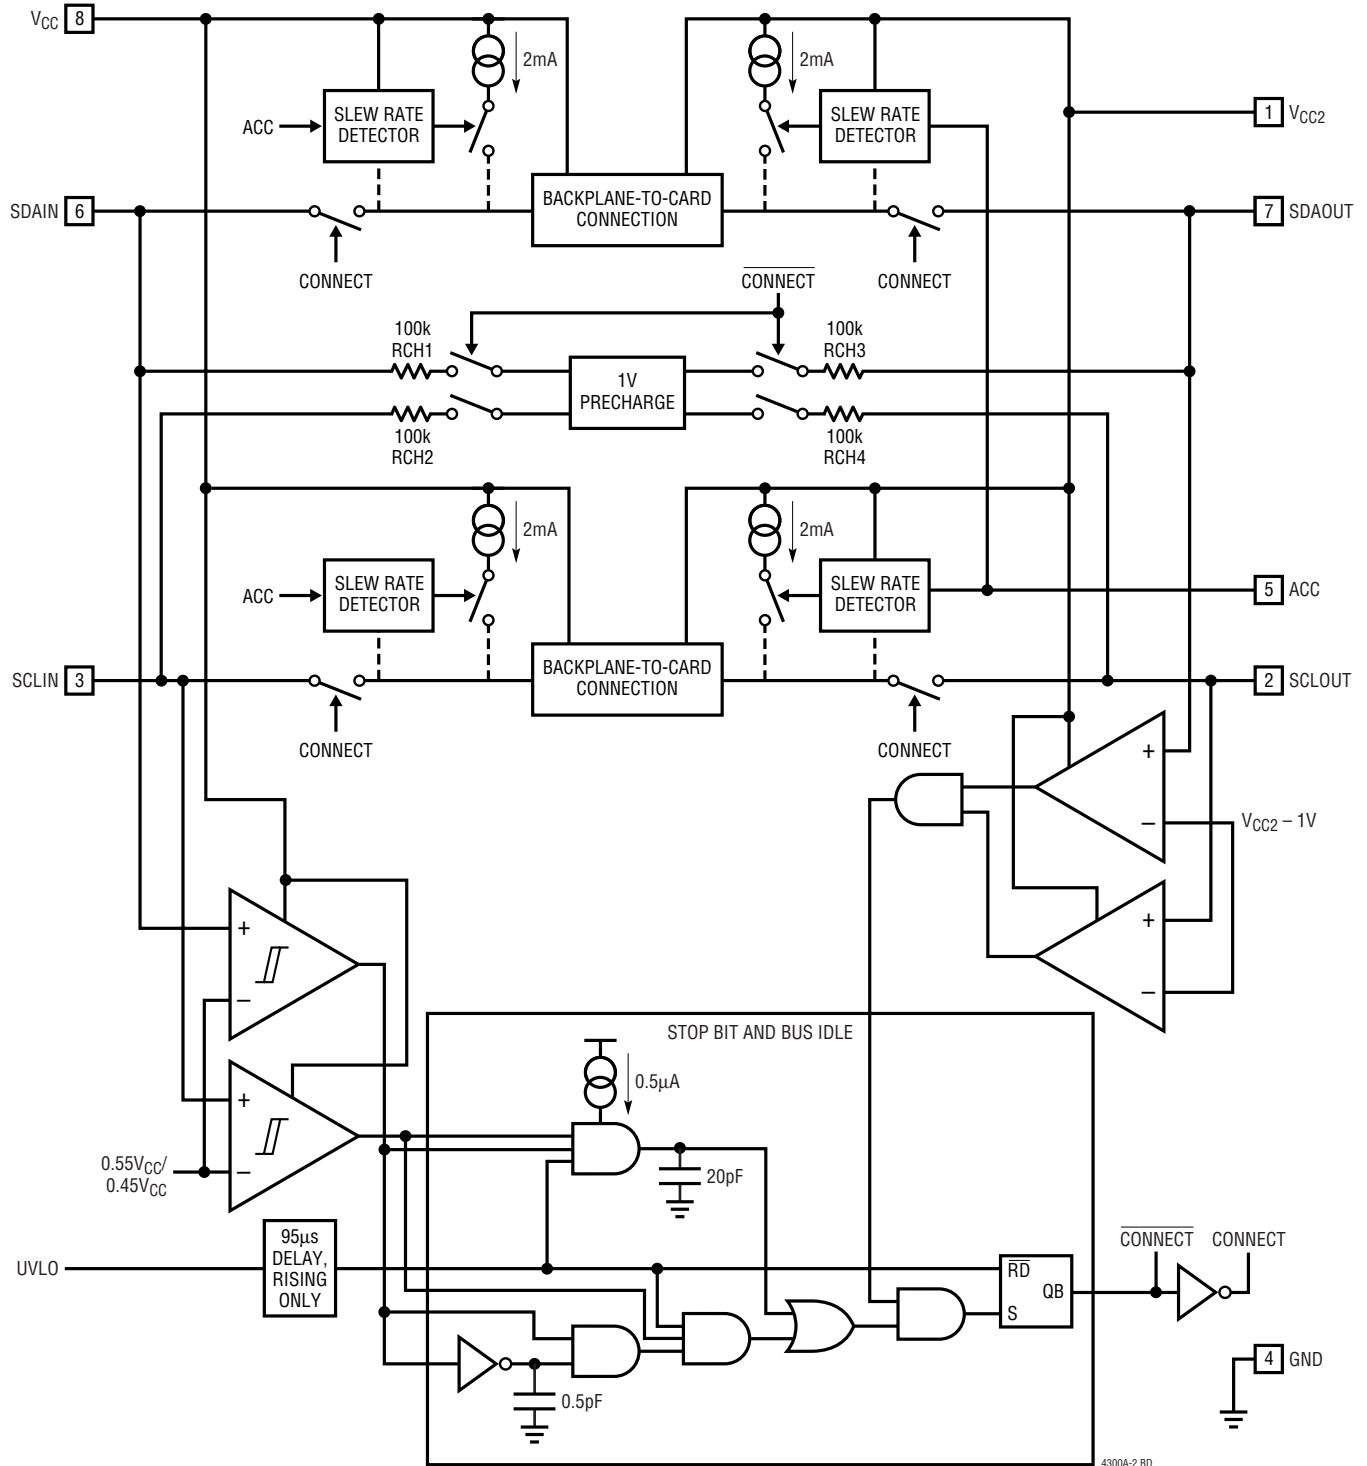 VCC 8
2mA
2mA
SLEW RATE
DETECTOR
ACC
SLEW RATE
DETECTOR
1 VCC2
SDAIN 6
BACKPLANE-TO-CARD
CONNECTION
7 SDAOUT
CONNECT
CONNECT
CONNECT
100k
RCH1
100k
RCH3
1V
PRECHARGE
100k
RCH2
100k
RCH4
2mA
2mA
ACC
SLEW RATE
DETECTOR
SLEW RATE
DETECTOR
5 ACC
SCLIN 3
BACKPLANE-TO-CARD
CONNECTION
2 SCLOUT
CONNECT
CONNECT
+
–
VCC2 – 1V
+
–
+
–
STOP BIT AND BUS IDLE
0.5µA
+
–
0.55VCC/
0.45VCC
20pF
UVLO
95µs
DELAY,
RISING
ONLY
RD
QB
S
CONNECT
CONNECT
0.5pF
4 GND
4300A-2 BD